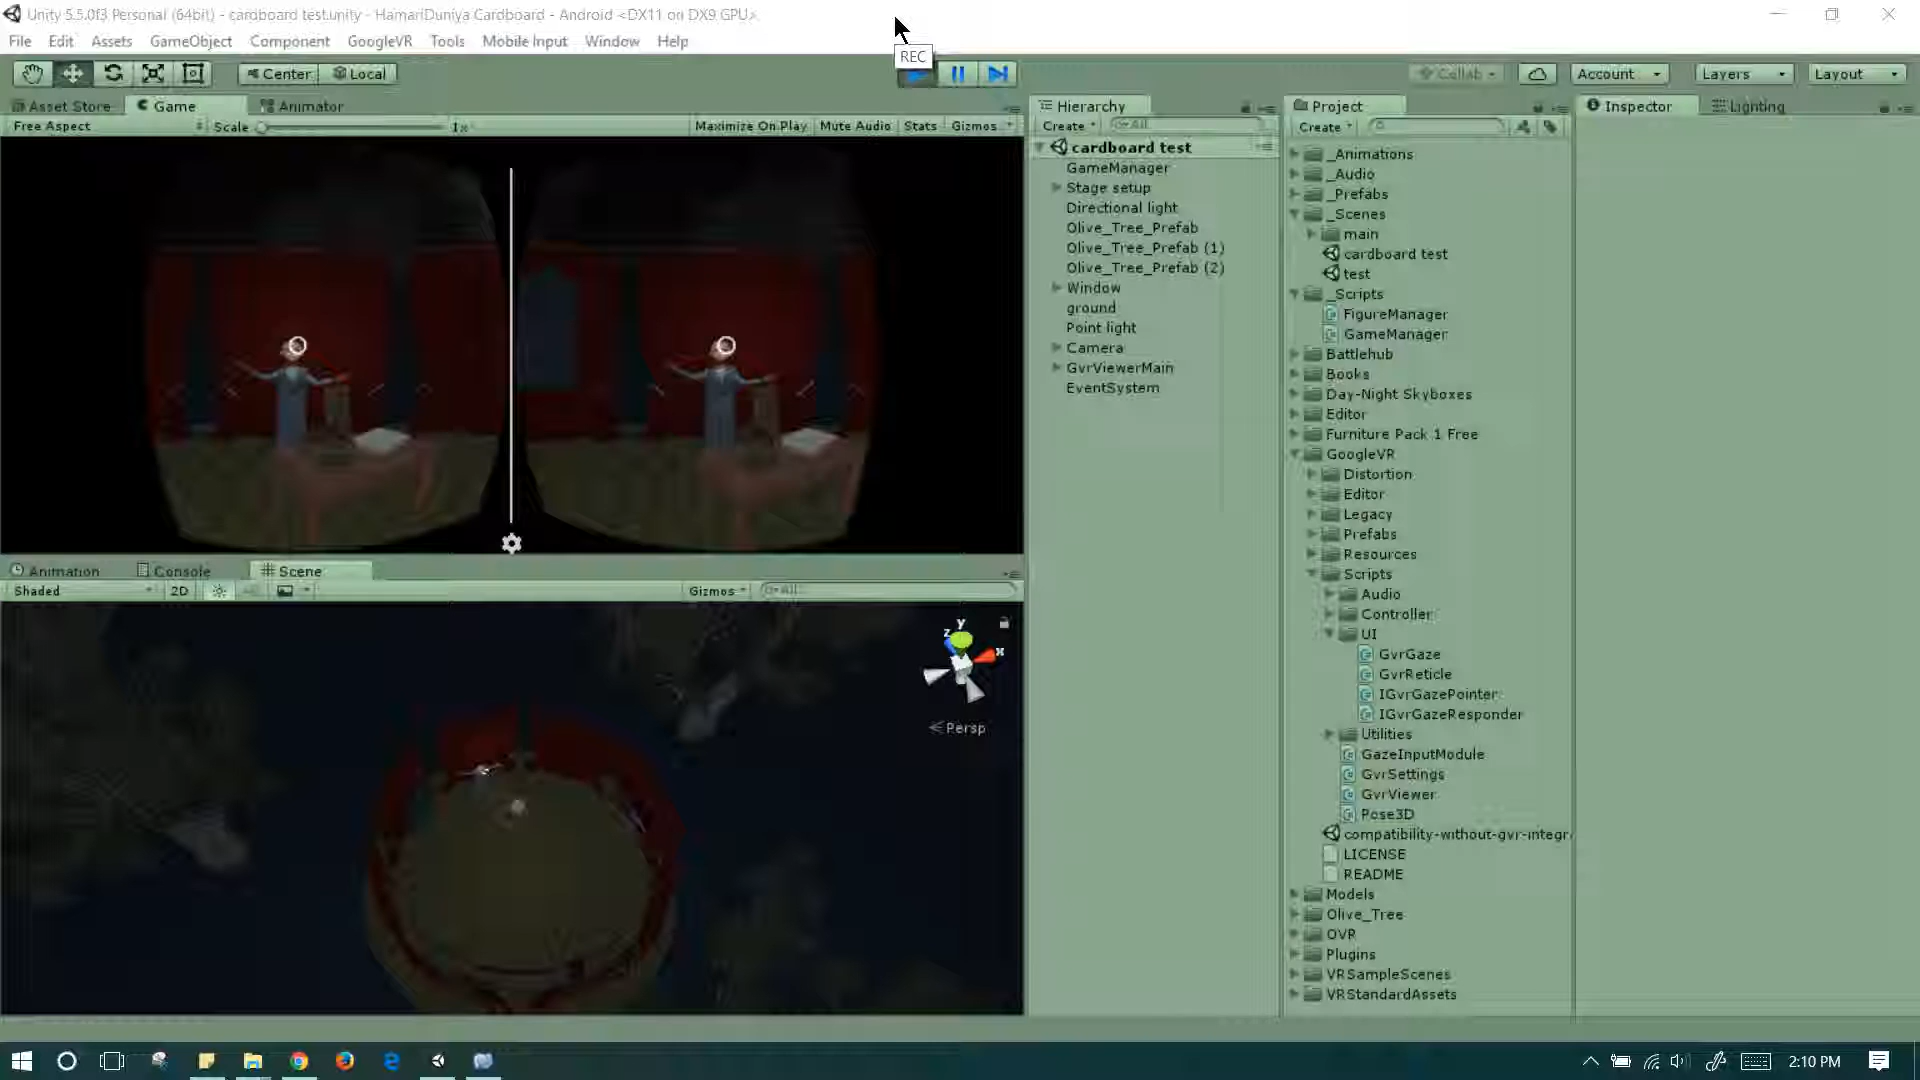 Unity 5.5.0f3 Personal (64bit) - cardboard test.unity - HamariDuniya Cardboard - Android <DX11 on DX9 GPU>
File Edit Assets GameObject Component GoogleVR Tools Mobile Input Window Help
REC
Center Local Collab Account Layers Layout
Asset Store Game Animator
Free Aspect Scale 1x Maximize On Play Mute Audio Stats Gizmos
Animation Console Scene
Shaded 2D Gizmos All
y
z
x
Persp
Hierarchy
Create All
cardboard test
GameManager
Stage setup
Directional light
Olive_Tree_Prefab
Olive_Tree_Prefab (1)
Olive_Tree_Prefab (2)
Window
ground
Point light
Camera
GvrViewerMain
EventSystem
Project
Create
_Animations
_Audio
_Prefabs
_Scenes
main
cardboard test
test
_Scripts
FigureManager
GameManager
Battlehub
Books
Day-Night Skyboxes
Editor
Furniture Pack 1 Free
GoogleVR
Distortion
Editor
Legacy
Prefabs
Resources
Scripts
Audio
Controller
UI
GvrGaze
GvrReticle
IGvrGazePointer
IGvrGazeResponder
Utilities
GazeInputModule
GvrSettings
GvrViewer
Pose3D
compatibility-without-gvr-integr
LICENSE
README
Models
Olive_Tree
OVR
Plugins
VRSampleScenes
VRStandardAssets
Inspector Lighting
2:10 PM